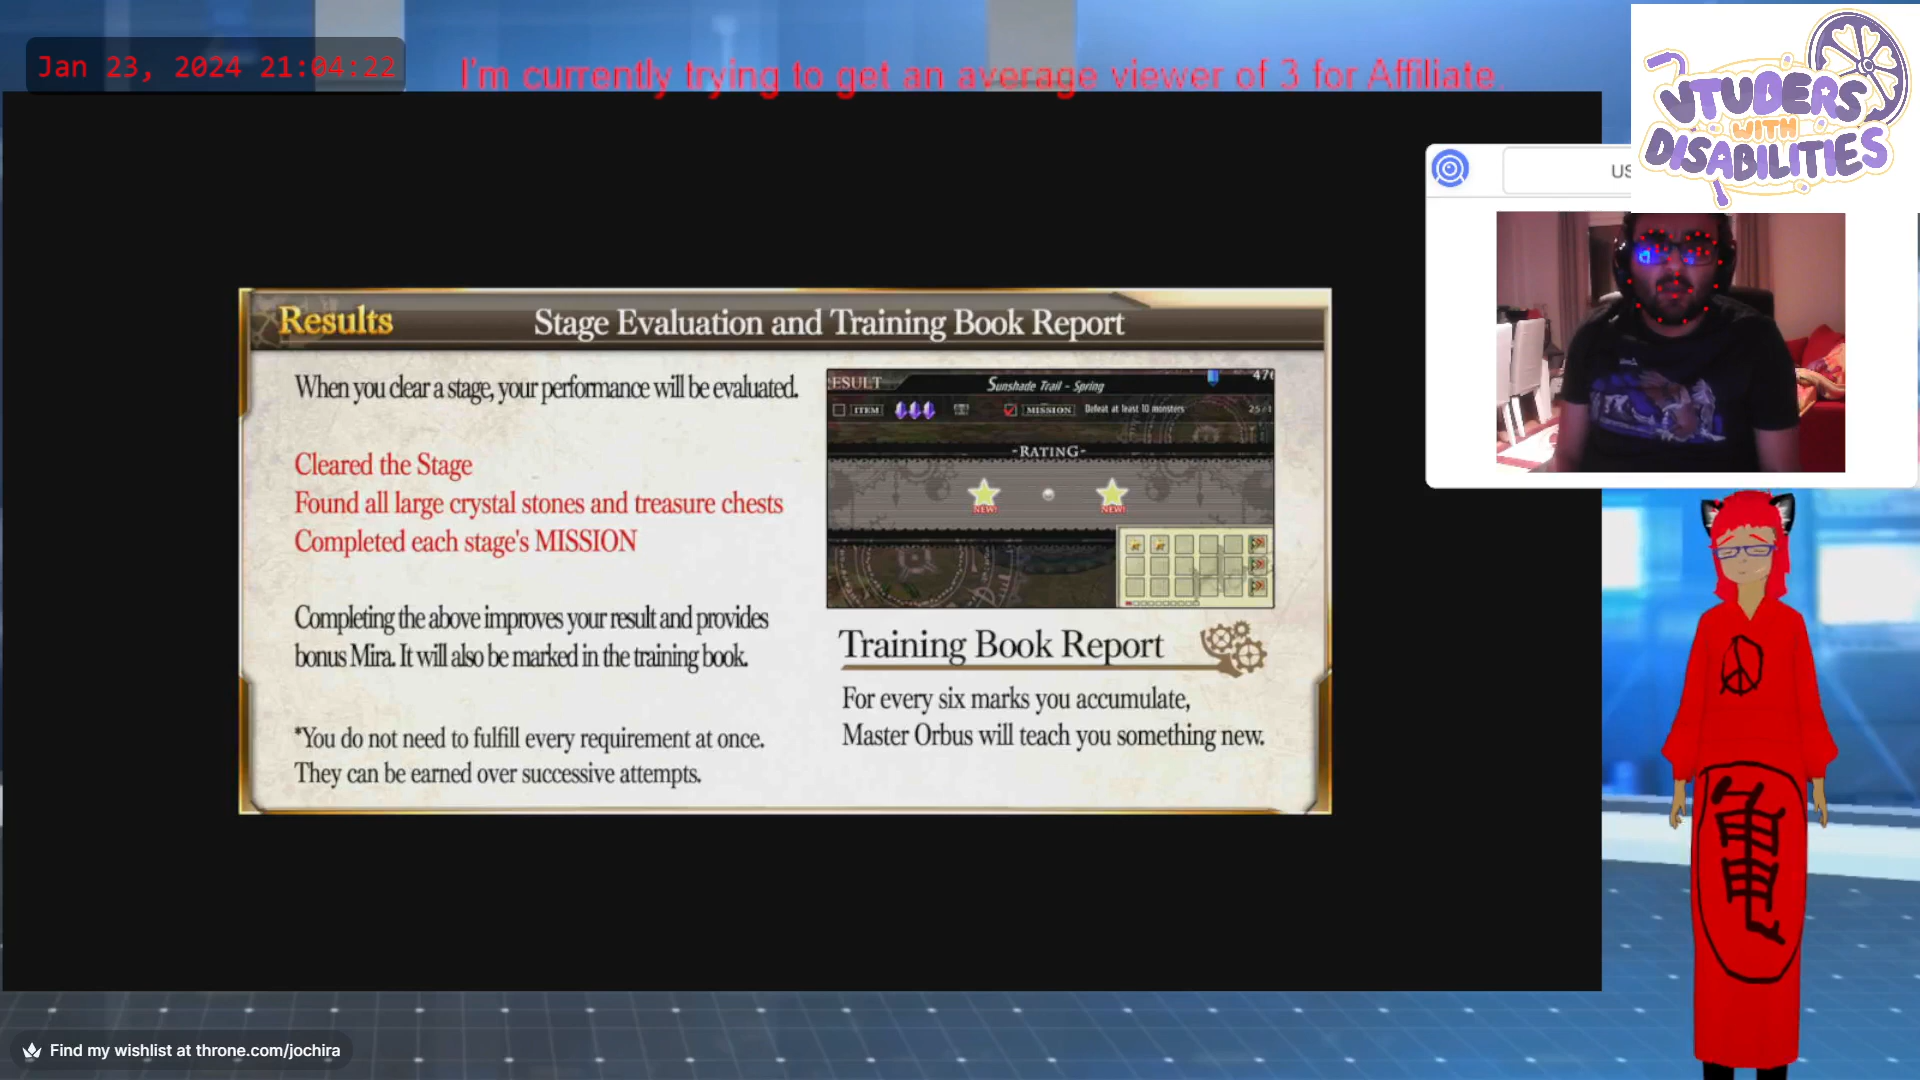 Jan 23, 2024 21:04:22
I'm currently trying to get an average viewer of 3 for Affiliate.
VTUBERS
WITH
DISABILITIES
US
Results
Stage Evaluation and Training Book Report
When you clear a stage, your performance will be evaluated.
Cleared the Stage
Found all large crystal stones and treasure chests
Completed each stage's MISSION
Completing the above improves your result and provides
bonus Mira. It will also be marked in the training book.
*You do not need to fulfill every requirement at once.
They can be earned over successive attempts.
ESULT
Sunshade Trail - Spring
ITEM
MISSION
Defeat at least 10 monsters
-RATING-
NEW!
NEW!
Training Book Report
For every six marks you accumulate,
Master Orbus will teach you something new.
亀
Find my wishlist at throne.com/jochira